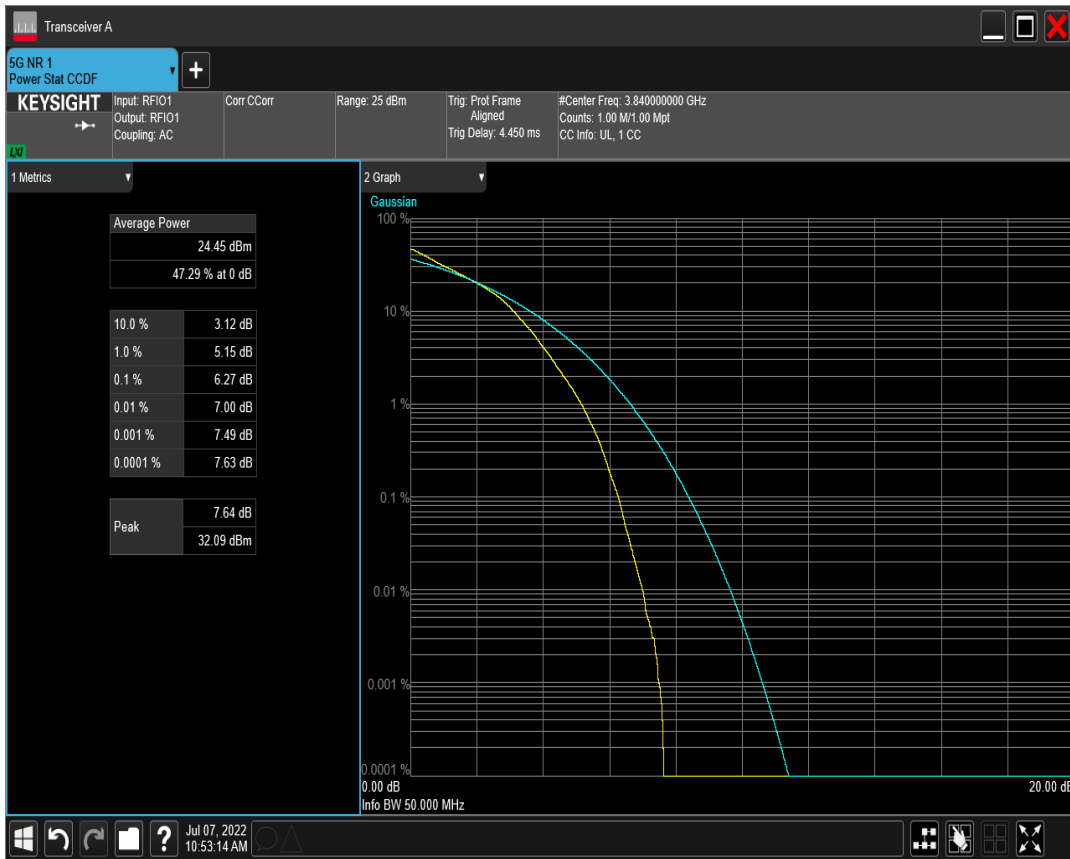 Transceiver A
5G NR 1
Power Stat CCDF
+
KEYSIGHT
LXI
Input: RFIO1
Output: RFIO1
Coupling: AC
Corr CCorr
Range: 25 dBm
Trig: Prot Frame
Aligned
Trig Delay: 4.450 ms
#Center Freq: 3.840000000 GHz
Counts: 1.00 M/1.00 Mpt
CC Info: UL, 1 CC
1 Metrics
Average Power
24.45 dBm
47.29 % at 0 dB
10.0 % 3.12 dB
1.0 % 5.15 dB
0.1 % 6.27 dB
0.01 % 7.00 dB
0.001 % 7.49 dB
0.0001 % 7.63 dB
Peak
7.64 dB
32.09 dBm
2 Graph
Gaussian
100 %
10 %
1 %
0.1 %
0.01 %
0.001 %
0.0001 %
0.00 dB
20.00 dB
Info BW 50.000 MHz
?
Jul 07, 2022
10:53:14 AM